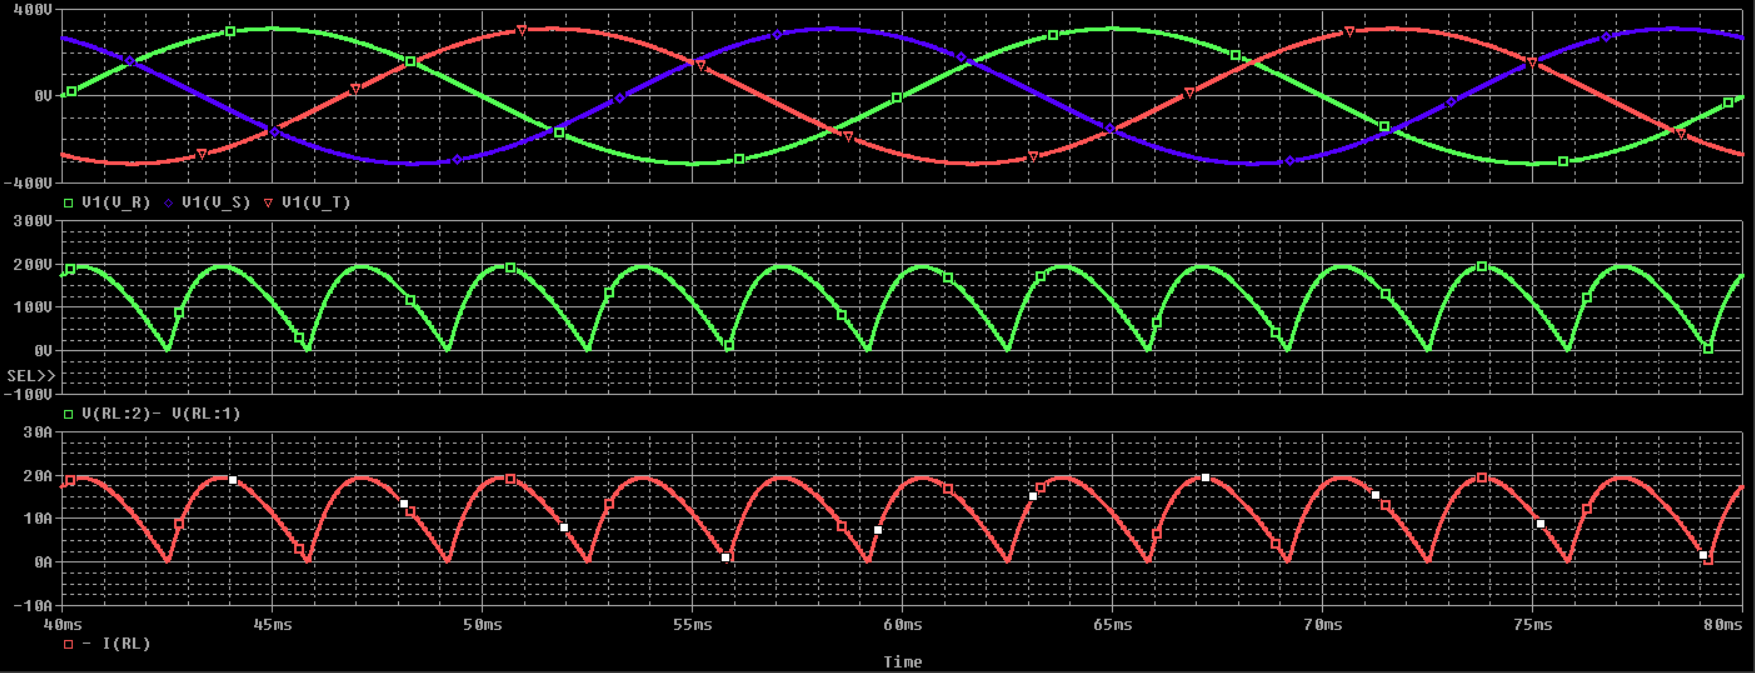 400V
0V
-400V
V1(V_R) V1(V_S) V1(V_T)
300V
200V
100V
0V
SEL>>
-100V
V(RL:2)- V(RL:1)
30A
20A
10A
0A
-10A
40ms 45ms 50ms 55ms 60ms 65ms 70ms 75ms 80ms
- I(RL)
Time